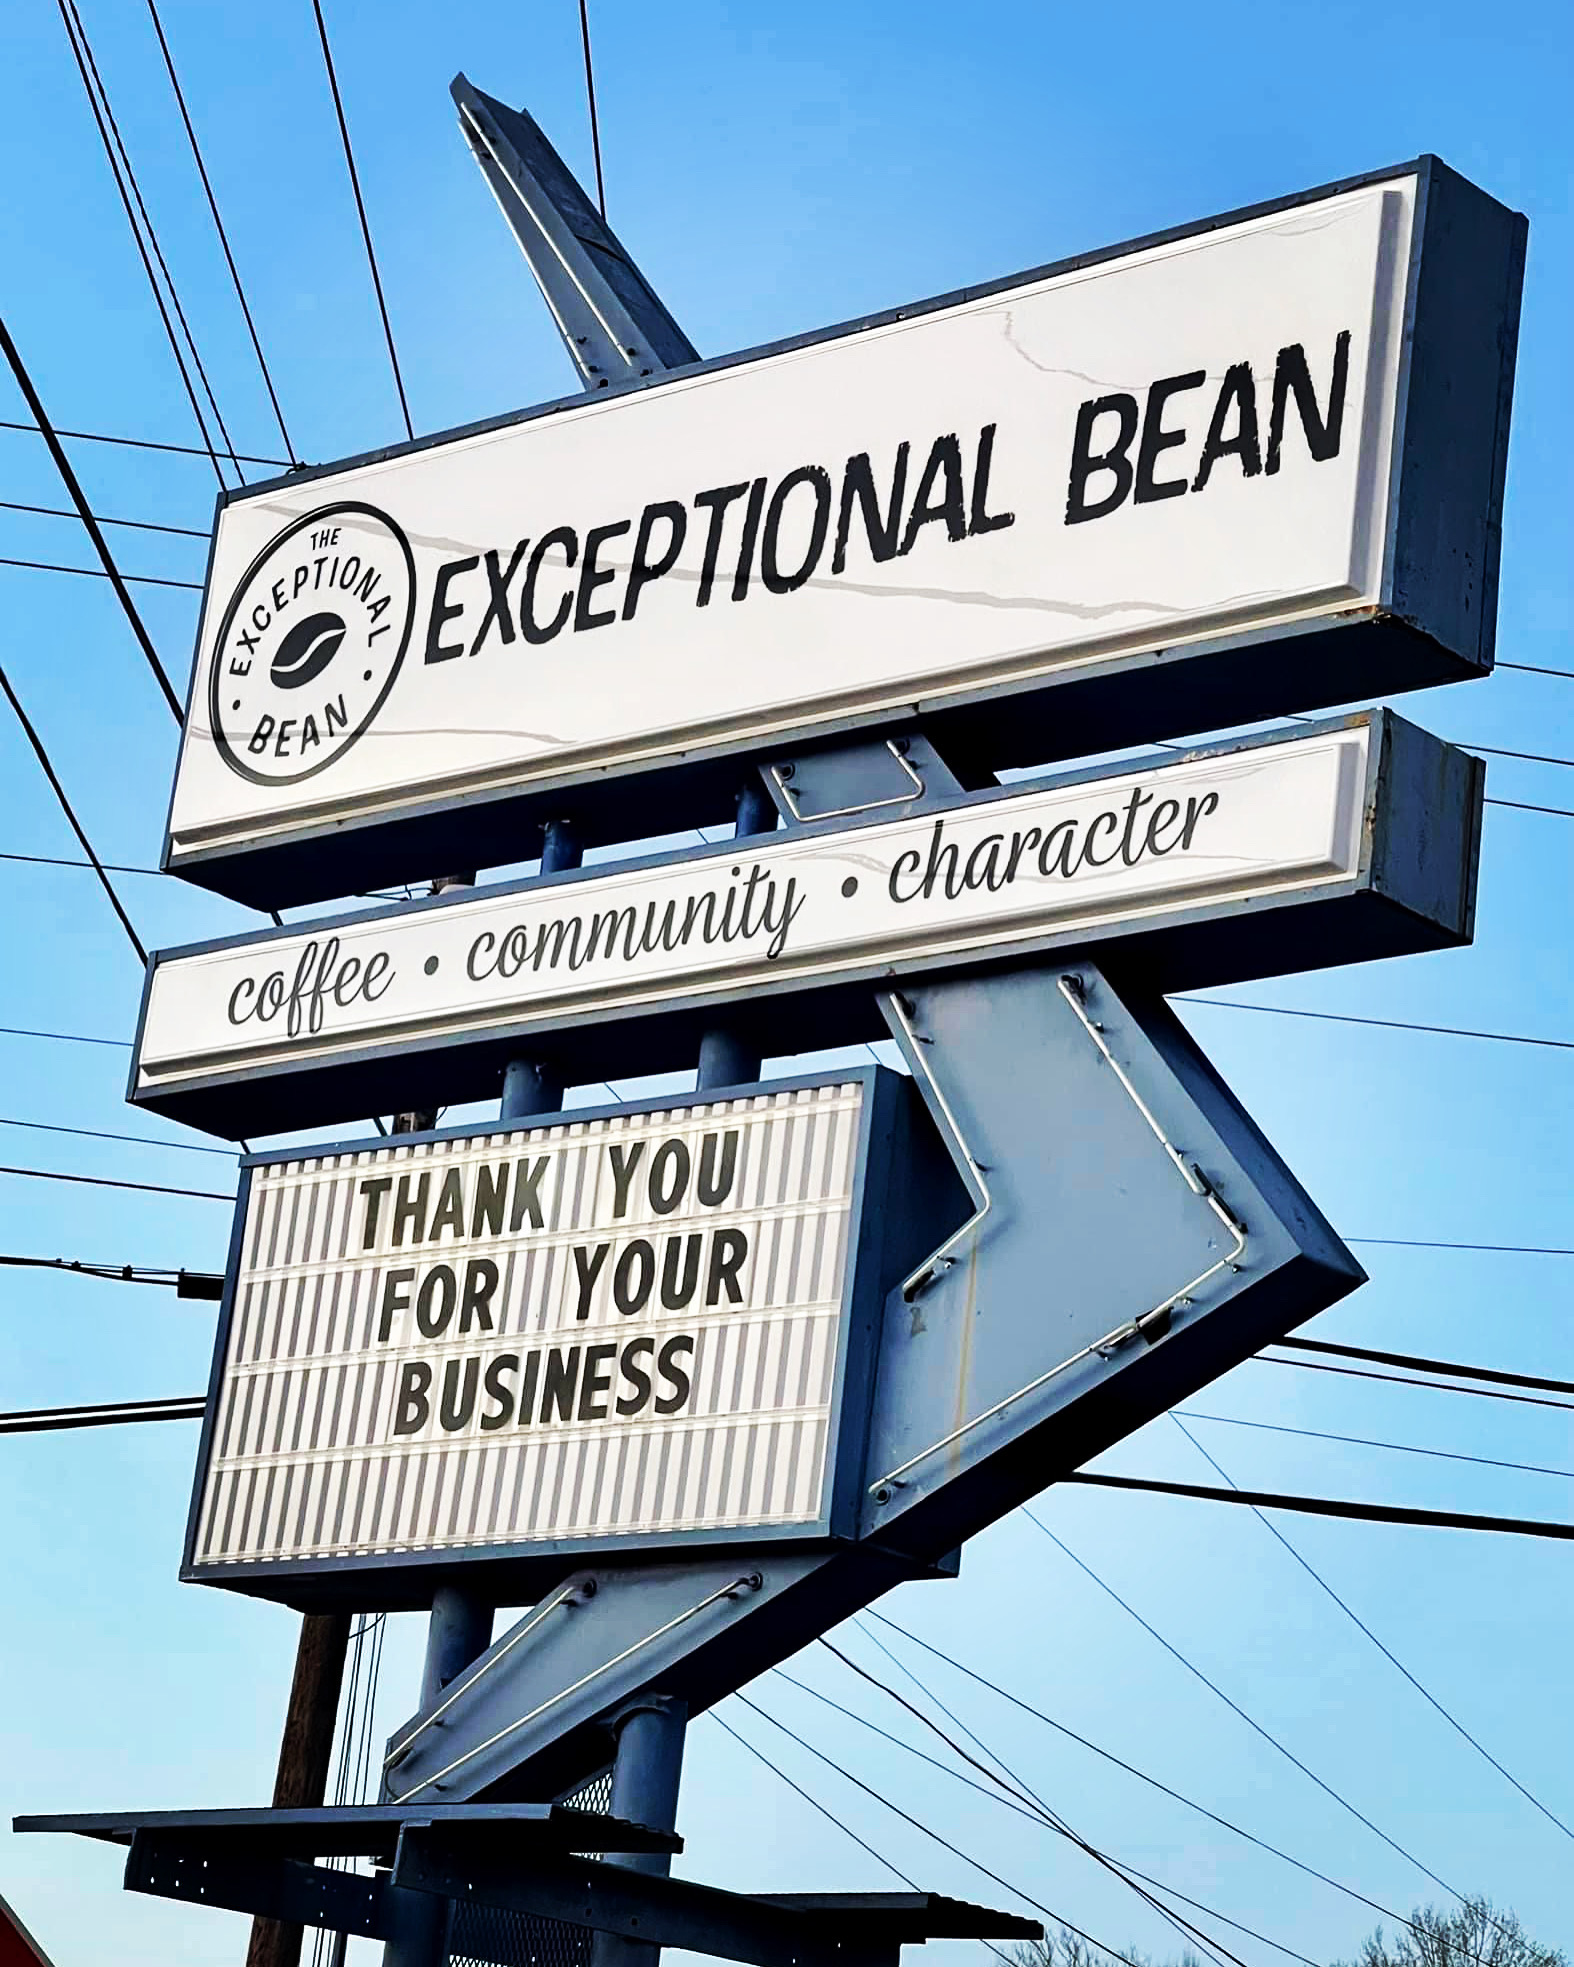 THE
EXCEPTIONAL
• BEAN •
EXCEPTIONAL BEAN
coffee • community • character
THANK YOU
FOR YOUR
BUSINESS